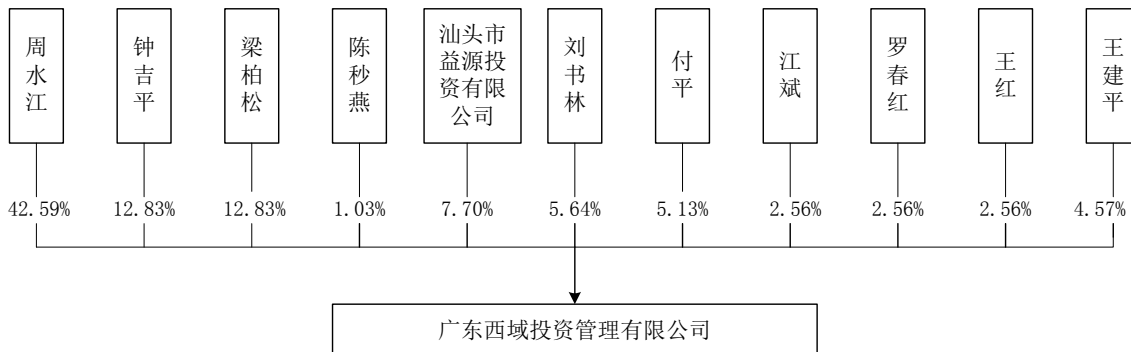 周水江
钟吉平
梁柏松
陈秒燕
汕头市
益源投
资有限
公司
刘书林
付平
江斌
罗春红
王红
王建平
42.59%
12.83%
12.83%
1.03%
7.70%
5.64%
5.13%
2.56%
2.56%
2.56%
4.57%
广东西域投资管理有限公司